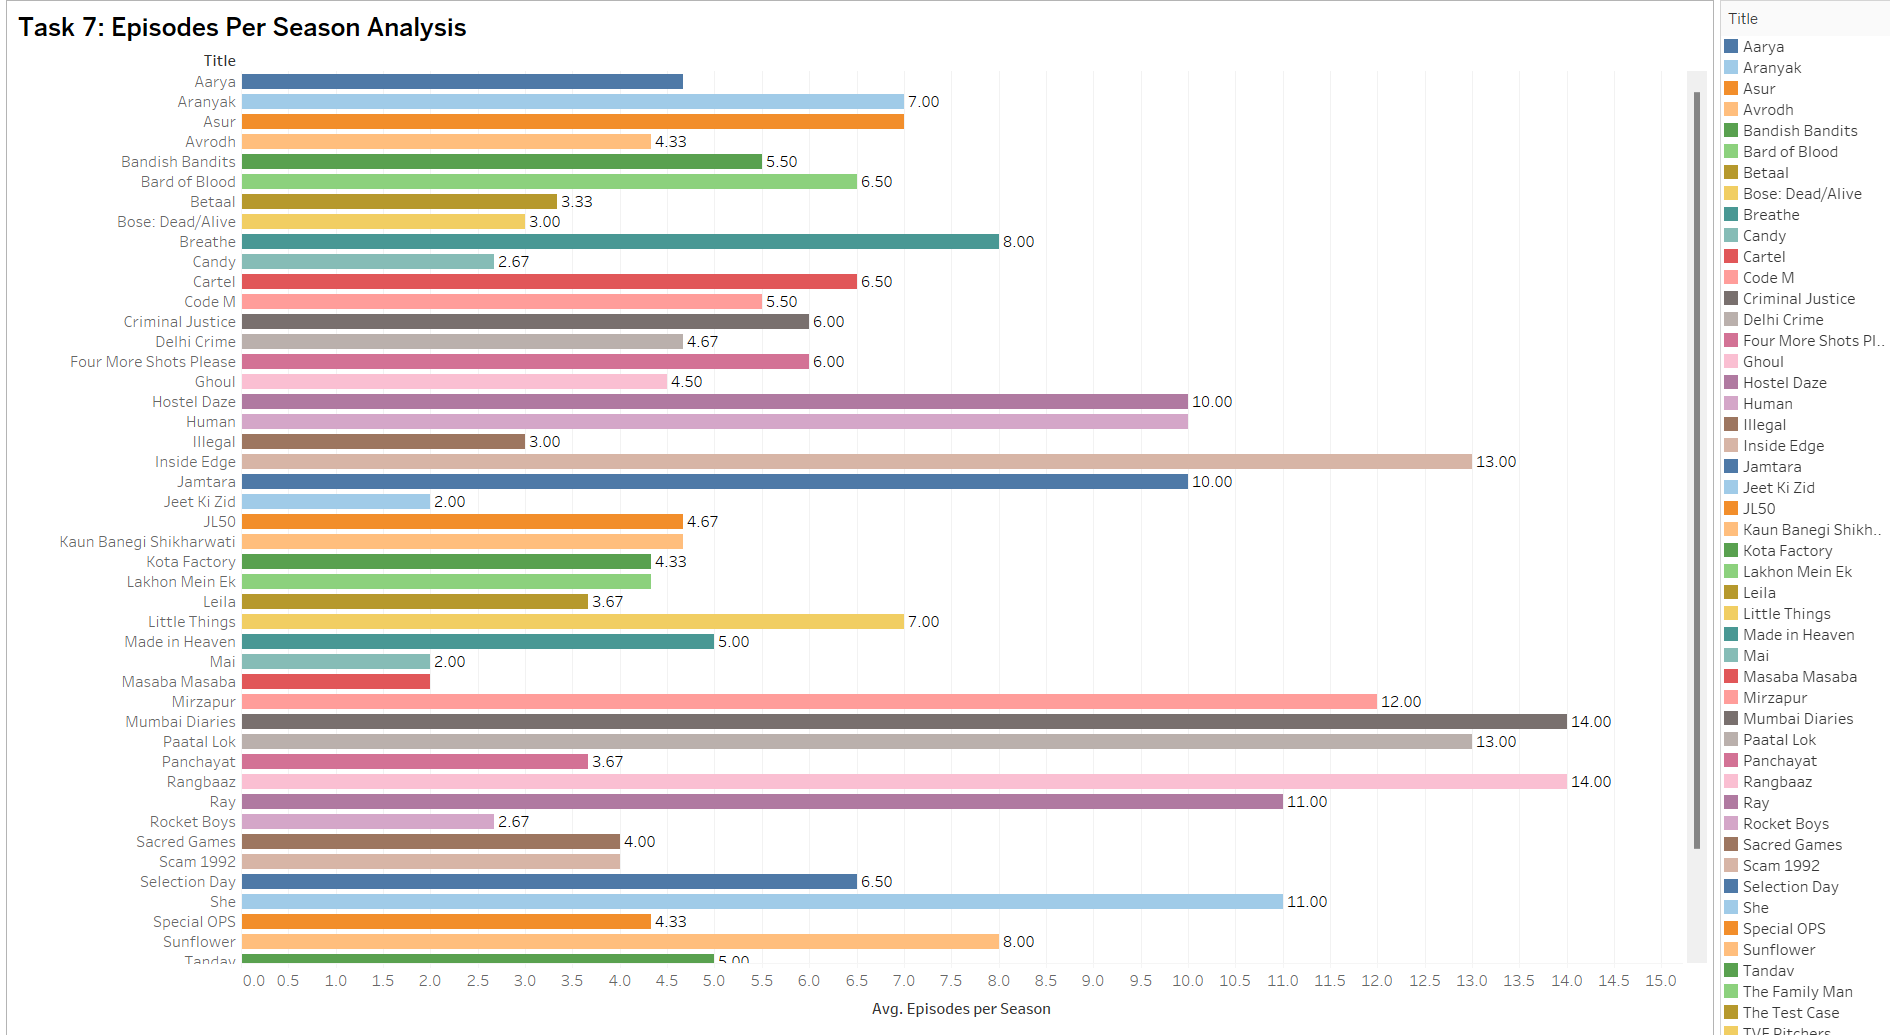 Task 7: Episodes Per Season Analysis
Title
Aarya
Aranyak 7.00
Asur
Avrodh 4.33
Bandish Bandits 5.50
Bard of Blood 6.50
Betaal 3.33
Bose: Dead/Alive 3.00
Breathe 8.00
Candy 2.67
Cartel 6.50
Code M 5.50
Criminal Justice 6.00
Delhi Crime 4.67
Four More Shots Please 6.00
Ghoul 4.50
Hostel Daze 10.00
Human
Illegal 3.00
Inside Edge 13.00
Jamtara 10.00
Jeet Ki Zid 2.00
JL50 4.67
Kaun Banegi Shikharwati
Kota Factory 4.33
Lakhon Mein Ek
Leila 3.67
Little Things 7.00
Made in Heaven 5.00
Mai 2.00
Masaba Masaba
Mirzapur 12.00
Mumbai Diaries 14.00
Paatal Lok 13.00
Panchayat 3.67
Rangbaaz 14.00
Ray 11.00
Rocket Boys 2.67
Sacred Games 4.00
Scam 1992
Selection Day 6.50
She 11.00
Special OPS 4.33
Sunflower 8.00
Tandav 5.00
0.0 0.5 1.0 1.5 2.0 2.5 3.0 3.5 4.0 4.5 5.0 5.5 6.0 6.5 7.0 7.5 8.0 8.5 9.0 9.5 10.0 10.5 11.0 11.5 12.0 12.5 13.0 13.5 14.0 14.5 15.0
Avg. Episodes per Season
Title
Aarya
Aranyak
Asur
Avrodh
Bandish Bandits
Bard of Blood
Betaal
Bose: Dead/Alive
Breathe
Candy
Cartel
Code M
Criminal Justice
Delhi Crime
Four More Shots Pl..
Ghoul
Hostel Daze
Human
Illegal
Inside Edge
Jamtara
Jeet Ki Zid
JL50
Kaun Banegi Shikh..
Kota Factory
Lakhon Mein Ek
Leila
Little Things
Made in Heaven
Mai
Masaba Masaba
Mirzapur
Mumbai Diaries
Paatal Lok
Panchayat
Rangbaaz
Ray
Rocket Boys
Sacred Games
Scam 1992
Selection Day
She
Special OPS
Sunflower
Tandav
The Family Man
The Test Case
TVF Pitchers